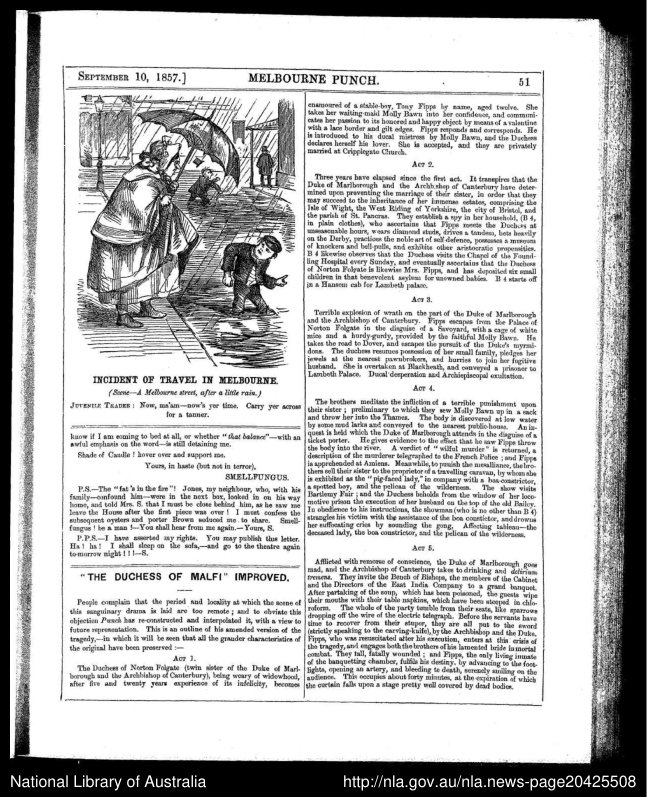 SEPTEMBER 10, 1857.] MELBOURNE PUNCH. 51
INCIDENT OF TRAVEL IN MELBOURNE.
(Scene—A Melbourne street, after a little rain.)
JUVENILE TRADER : Now, ma'am—now's yer time. Carry yer across
for a tanner.
know if I am coming to bed at all, or whether "that balance"—with an
awful emphasis on the word—is still detaining me.
Shade of Caudle ! hover over and support me.
Yours, in haste (but not in terror),
SMELLFUNGUS.
P.S.—The "fat's in the fire"! Jones, my neighbour, who, with his
family—confound him—were in the next box, looked in on his way
home, and told Mrs. S. that I must be close behind him, as he saw me
leave the House after the first piece was over ! I must confess the
subsequent oysters and porter Brown seduced me to share. Smell-
fungus ! be a man !—You shall hear from me again.—Yours, S.
P.P.S.—I have asserted my rights. You may publish this letter.
Ha ! ha ! I shall sleep on the sofa,—and go to the theatre again
to-morrow night ! ! !—S.
"THE DUCHESS OF MALFI" IMPROVED.
People complain that the period and locality at which the scene of
this sanguinary drama is laid are too remote ; and to obviate this
objection Punch has re-constructed and interpolated it, with a view to
future representation. This is an outline of his amended version of the
tragedy,—in which it will be seen that all the grander characteristics of
the original have been preserved :—
ACT 1.
The Duchess of Norton Folgate (twin sister of the Duke of Marl-
borough and the Archbishop of Canterbury), being weary of widowhood,
after five and twenty years experience of its infelicity, becomes
enamoured of a stable-boy, Tony Fipps by name, aged twelve. She
takes her waiting-maid Molly Bawn into her confidence, and communi-
cates her passion to its honored and happy object by means of a valentine
with a lace border and gilt edges. Fipps responds and corresponds. He
is introduced to his ducal mistress by Molly Bawn, and the Duchess
declares herself his lover. She is accepted, and they are privately
married at Cripplegate Church.
ACT 2.
Three years have elapsed since the first act. It transpires that the
Duke of Marlborough and the Archbishop of Canterbury have deter-
mined upon preventing the marriage of their sister, in order that they
may succeed to the inheritance of her immense estates, comprising the
Isle of Wight, the West Riding of Yorkshire, the city of Bristol, and
the parish of St. Pancras. They establish a spy in her household, (B 4,
in plain clothes), who ascertains that Fipps meets the Duchess at
unseasonable hours, wears diamond studs, drives a tandem, bets heavily
on the Derby, practices the noble art of self-defence, possesses a museum
of knockers and bell-pulls, and exhibits other aristocratic propensities.
B 4 likewise observes that the Duchess visits the Chapel of the Found-
ling Hospital every Sunday, and eventually ascertains that the Duchess
of Norton Folgate is likewise Mrs. Fipps, and has deposited six small
children in that benevolent asylum for unowned babies. B 4 starts off
in a Hansom cab for Lambeth palace.
ACT 3.
Terrible explosion of wrath on the part of the Duke of Marlborough
and the Archbishop of Canterbury. Fipps escapes from the Palace of
Norton Folgate in the disguise of a Savoyard, with a cage of white
mice and a hurdy-gurdy, provided by the faithful Molly Bawn. He
takes the road to Dover, and escapes the pursuit of the Duke's myrmi-
dons. The duchess resumes possession of her small family, pledges her
jewels at the nearest pawnbrokers, and hurries to join her fugitive
husband. She is overtaken at Blackheath, and conveyed a prisoner to
Lambeth Palace. Ducal desperation and Archiepiscopal exultation.
ACT 4.
The brothers meditate the infliction of a terrible punishment upon
their sister ; preliminary to which they sew Molly Bawn up in a sack
and throw her into the Thames. The body is discovered at low water
by some mud larks and conveyed to the nearest public-house. An in-
quest is held which the Duke of Marlborough attends in the disguise of a
ticket porter. He gives evidence to the effect that he saw Fipps throw
the body into the river. A verdict of "wilful murder" is returned, a
description of the murderer telegraphed to the French Police ; and Fipps
is apprehended at Amiens. Meanwhile, to punish the mesalliance, the bro-
thers sell their sister to the proprietor of a travelling caravan, by whom she
is exhibited as the "pig-faced lady," in company with a boa-constrictor,
a spotted boy, and the pelican of the wilderness. The show visits
Bartlemy Fair ; and the Duchess beholds from the window of her loco-
motive prison the execution of her husband on the top of the old Bailey.
In obedience to his instructions, the showman (who is no other than B 4)
strangles his victim with the assistance of the boa constictor, and drowns
her suffocating cries by sounding the gong. Affecting tableau—the
deceased lady, the boa constrictor, and the pelican of the wilderness.
ACT 5.
Afflicted with remorse of conscience, the Duke of Marlborough goes
mad, and the Archbishop of Canterbury takes to drinking and delirium
tremens. They invite the Bench of Bishops, the members of the Cabinet
and the Directors of the East India Company to a grand banquet.
After partaking of the soup, which has been poisoned, the guests wipe
their mouths with their table napkins, which have been steeped in chlo-
roform. The whole of the party tumble from their seats, like sparrows
dropping off the wire of the electric telegraph. Before the servants have
time to recover from their stupor, they are all put to the sword
(strictly speaking to the carving-knife), by the Archbishop and the Duke.
Fipps, who was resuscitated after his execution, enters at this crisis of
the tragedy, and engages both the brothers of his lamented bride in mortal
combat. They fall, fatally wounded ; and Fipps, the only living inmate
of the banquetting chamber, fulfils his destiny, by advancing to the foot-
lights, opening an artery, and bleeding to death, serenely smiling on the
audience. This occupies about forty minutes, at the expiration of which
the curtain falls upon a stage pretty well covered by dead bodies.
National Library of Australia http://nla.gov.au/nla.news-page20425508